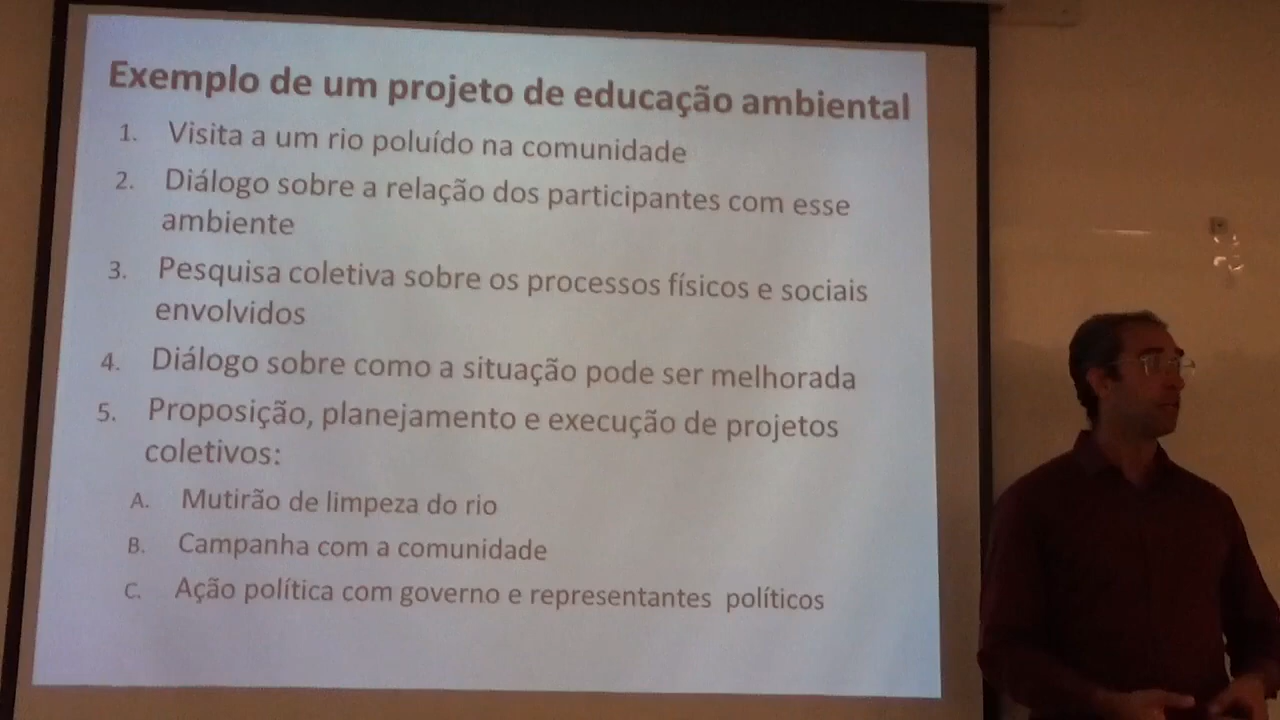 Exemplo de um projeto de educação ambiental
1. Visita a um rio poluído na comunidade
2. Diálogo sobre a relação dos participantes com esse
ambiente
3. Pesquisa coletiva sobre os processos físicos e sociais
envolvidos
4. Diálogo sobre como a situação pode ser melhorada
5. Proposição, planejamento e execução de projetos
coletivos:
A. Mutirão de limpeza do rio
B. Campanha com a comunidade
C. Ação política com governo e representantes políticos